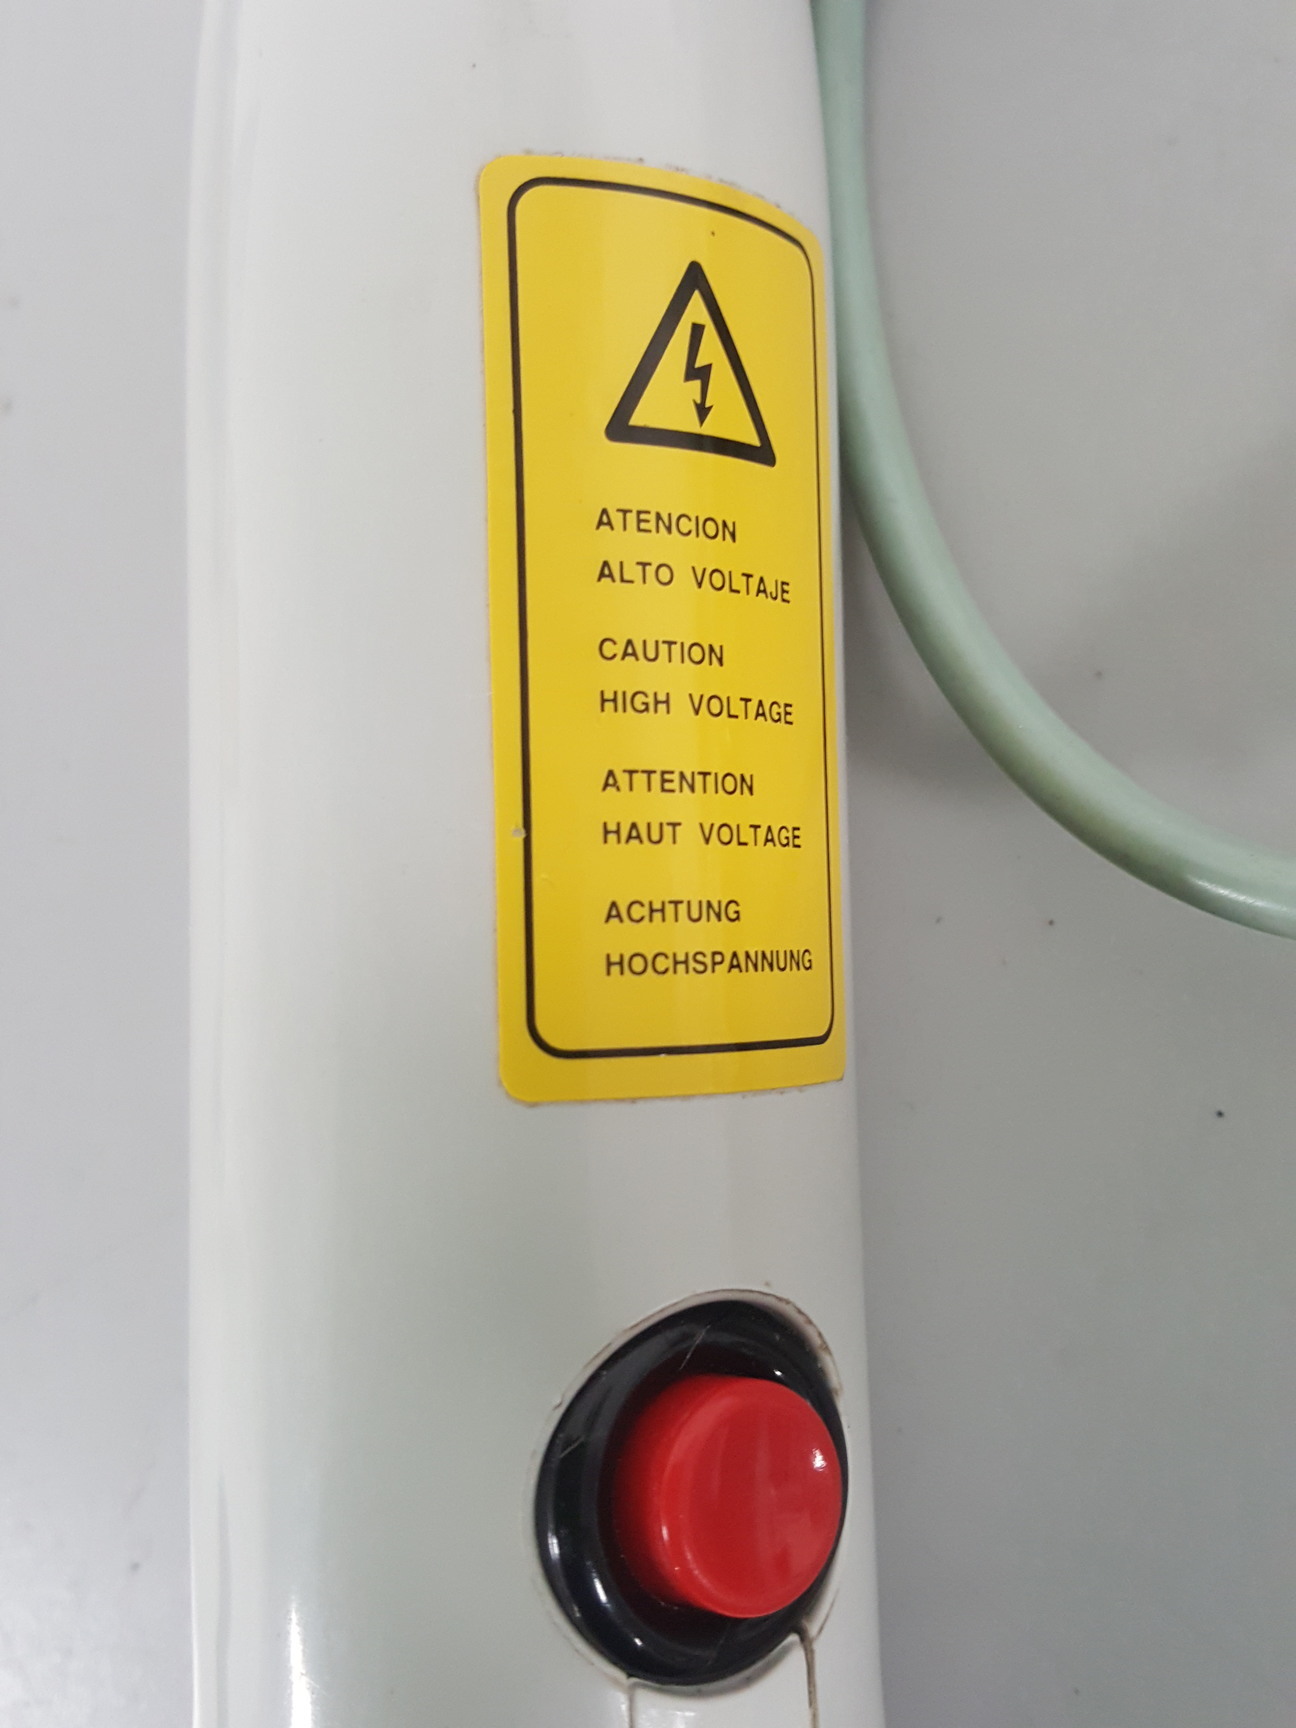 ATENCION
ALTO VOLTAJE
CAUTION
HIGH VOLTAGE
ATTENTION
HAUT VOLTAGE
ACHTUNG
HOCHSPANNUNG